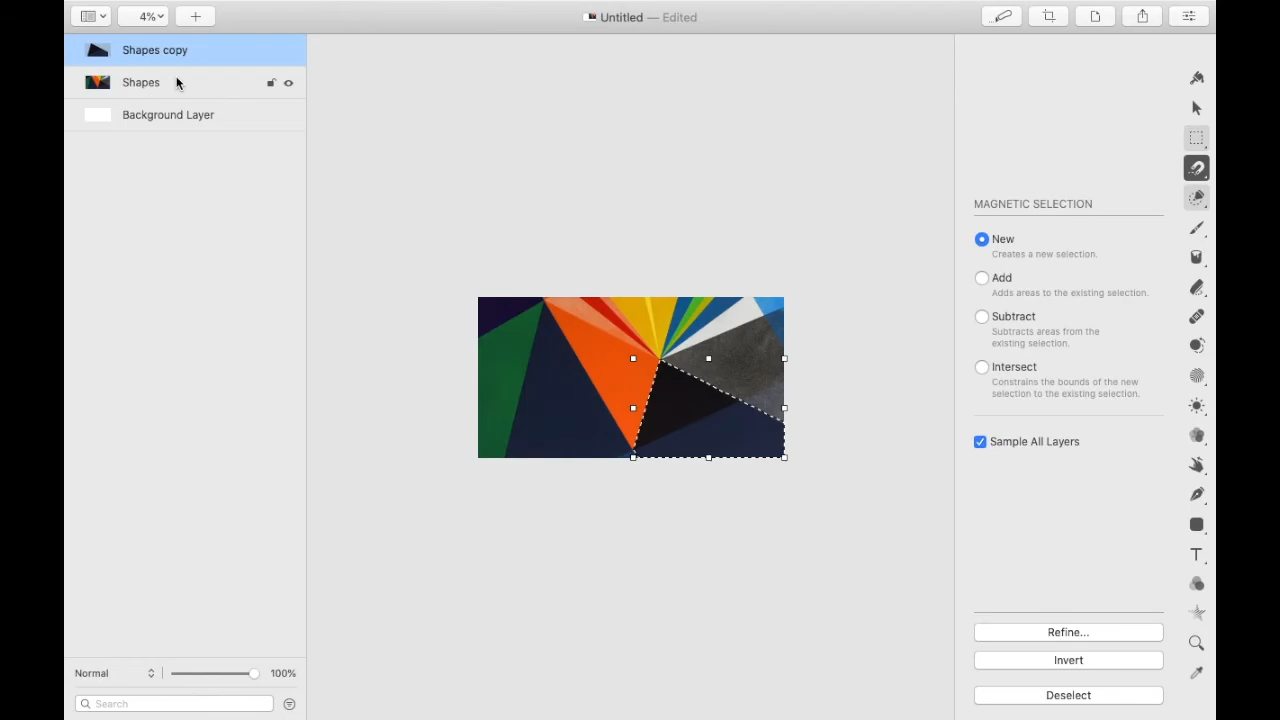 4%
Untitled — Edited
Shapes copy
Shapes
Background Layer
MAGNETIC SELECTION
New
Creates a new selection.
Add
Adds areas to the existing selection.
Subtract
Subtracts areas from the
existing selection.
Intersect
Constrains the bounds of the new
selection to the existing selection.
Sample All Layers
Refine...
Invert
Deselect
Normal
100%
Search